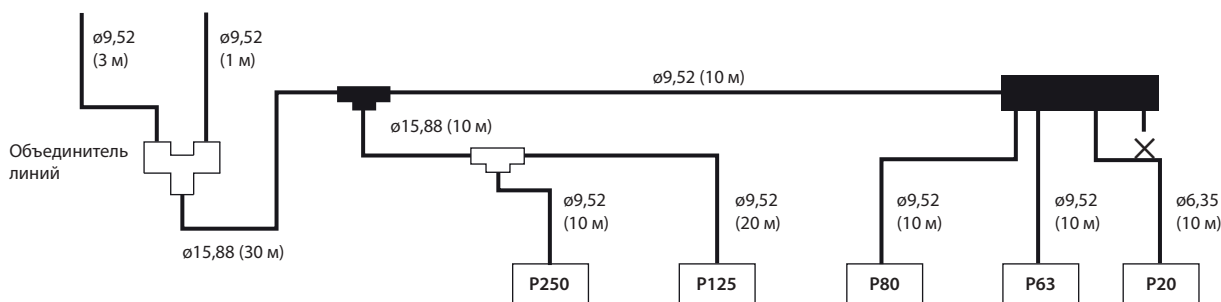 ø9,52
(3 м)
ø9,52
(1 м)
ø9,52 (10 м)
ø15,88 (10 м)
Объединитель
линий
ø15,88 (30 м)
ø9,52
(10 м)
ø9,52
(20 м)
ø9,52
(10 м)
ø9,52
(10 м)
ø6,35
(10 м)
P250
P125
P80
P63
P20